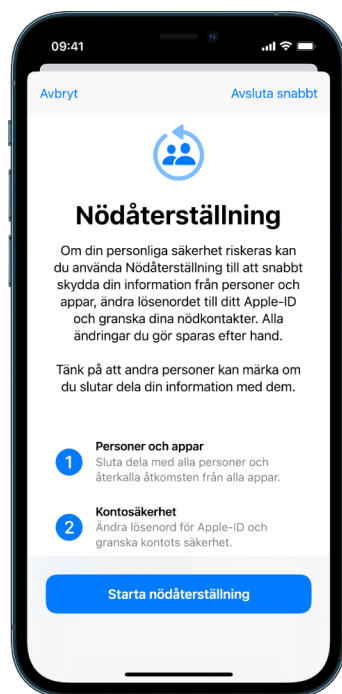 09:41
Avbryt
Avsluta snabbt
Nödåterställning
Om din personliga säkerhet riskeras kan
du använda Nödåterställning till att snabbt
skydda din information från personer och
appar, ändra lösenordet till ditt Apple-ID
och granska dina nödkontakter. Alla
ändringar du gör sparas efter hand.
Tänk på att andra personer kan märka om
du slutar dela din information med dem.
1
Personer och appar
Sluta dela med alla personer och
återkalla åtkomsten från alla appar.
2
Kontosäkerhet
Ändra lösenord för Apple-ID och
granska kontots säkerhet.
Starta nödåterställning